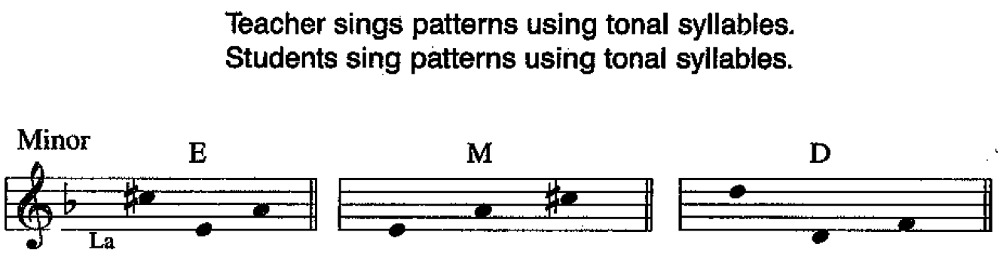 Teacher sings patterns using tonal syllables.
Students sing patterns using tonal syllables.
Minor E M D
La